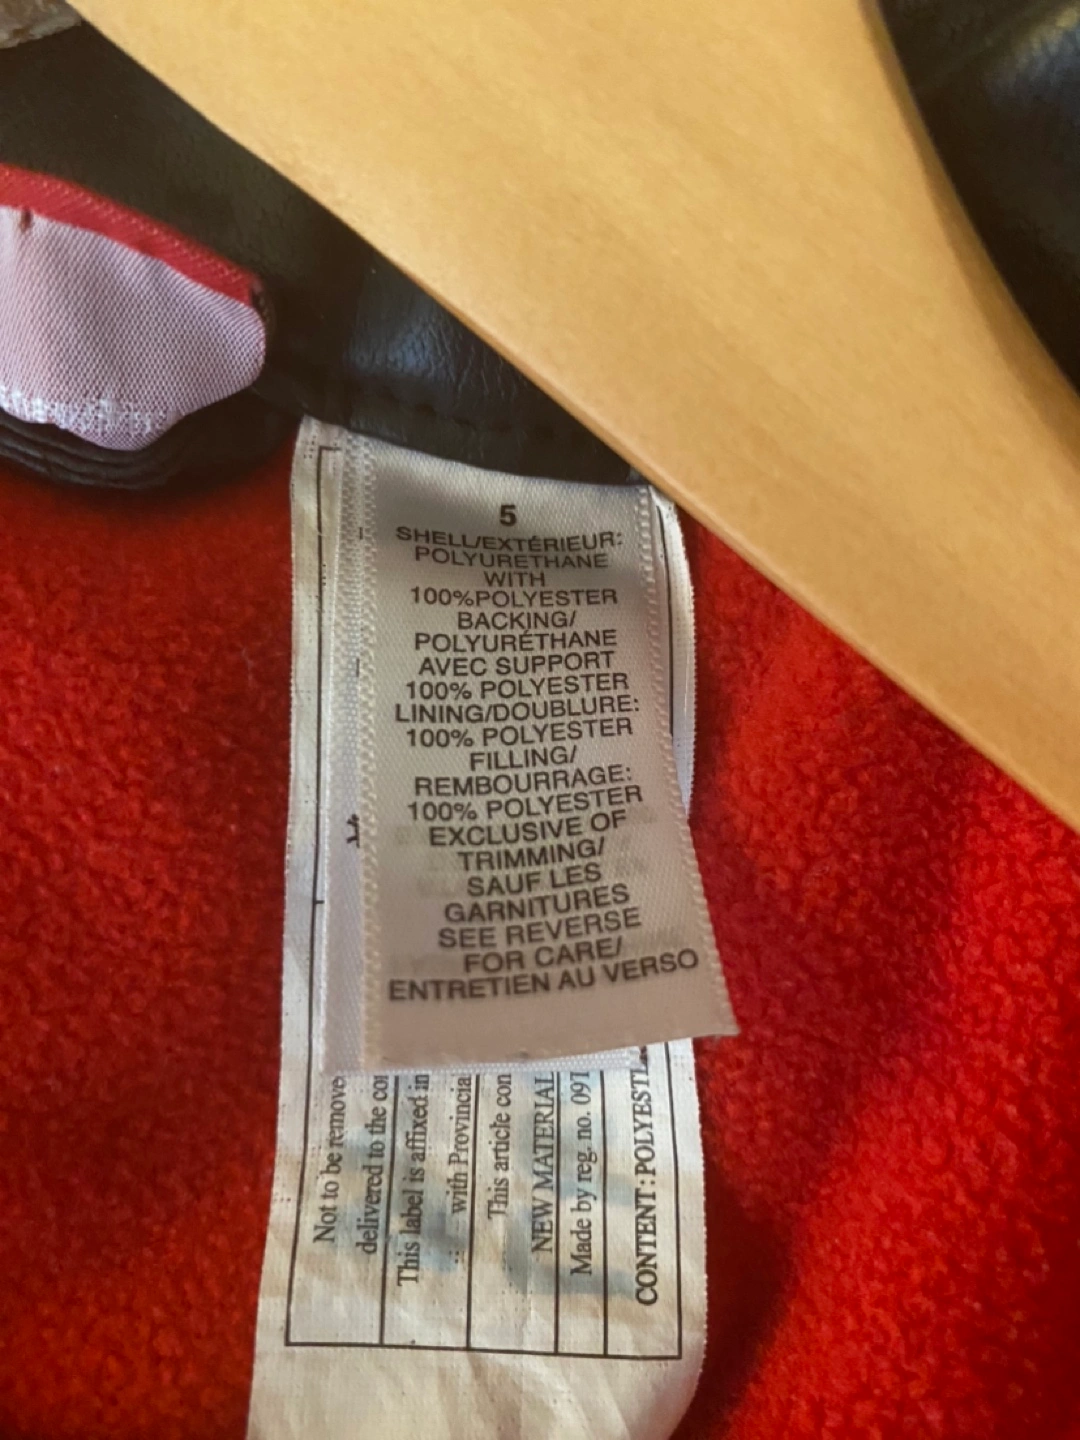 5
SHELL/EXTÉRIEUR:
POLYURETHANE
WITH
100%POLYESTER
BACKING/
POLYURÉTHANE
AVEC SUPPORT
100% POLYESTER
LINING/DOUBLURE:
100% POLYESTER
FILLING/
REMBOURRAGE:
100% POLYESTER
EXCLUSIVE OF
TRIMMING/
SAUF LES
GARNITURES
SEE REVERSE
FOR CARE/
ENTRETIEN AU VERSO
Not to be remove
delivered to the co
This label is affixed in
with Provincia
This article con
NEW MATERIAL
Made by reg. no. 091
CONTENT: POLYEST